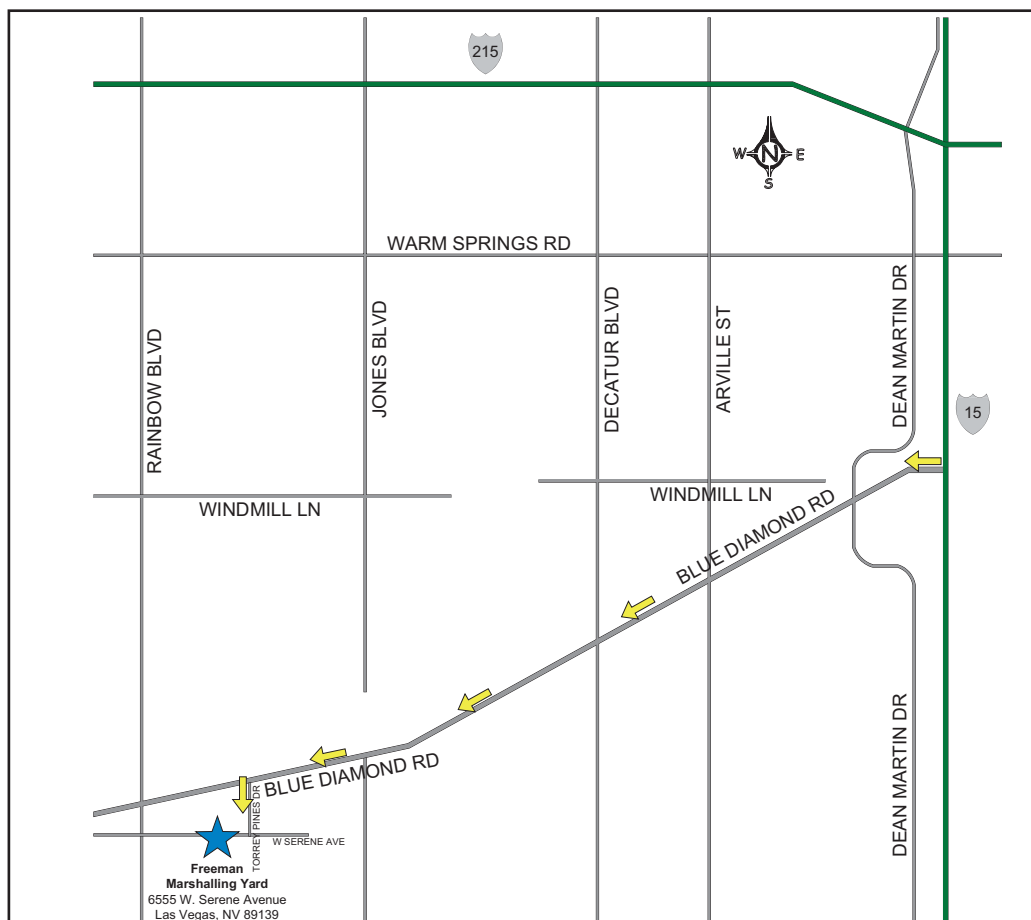 215
W N E
S
WARM SPRINGS RD
RAINBOW BLVD
JONES BLVD
DECATUR BLVD
ARVILLE ST
DEAN MARTIN DR
15
WINDMILL LN
WINDMILL LN
BLUE DIAMOND RD
BLUE DIAMOND RD
DEAN MARTIN DR
TORREY PINES DR
W SERENE AVE
Freeman
Marshalling Yard
6555 W. Serene Avenue
Las Vegas, NV 89139